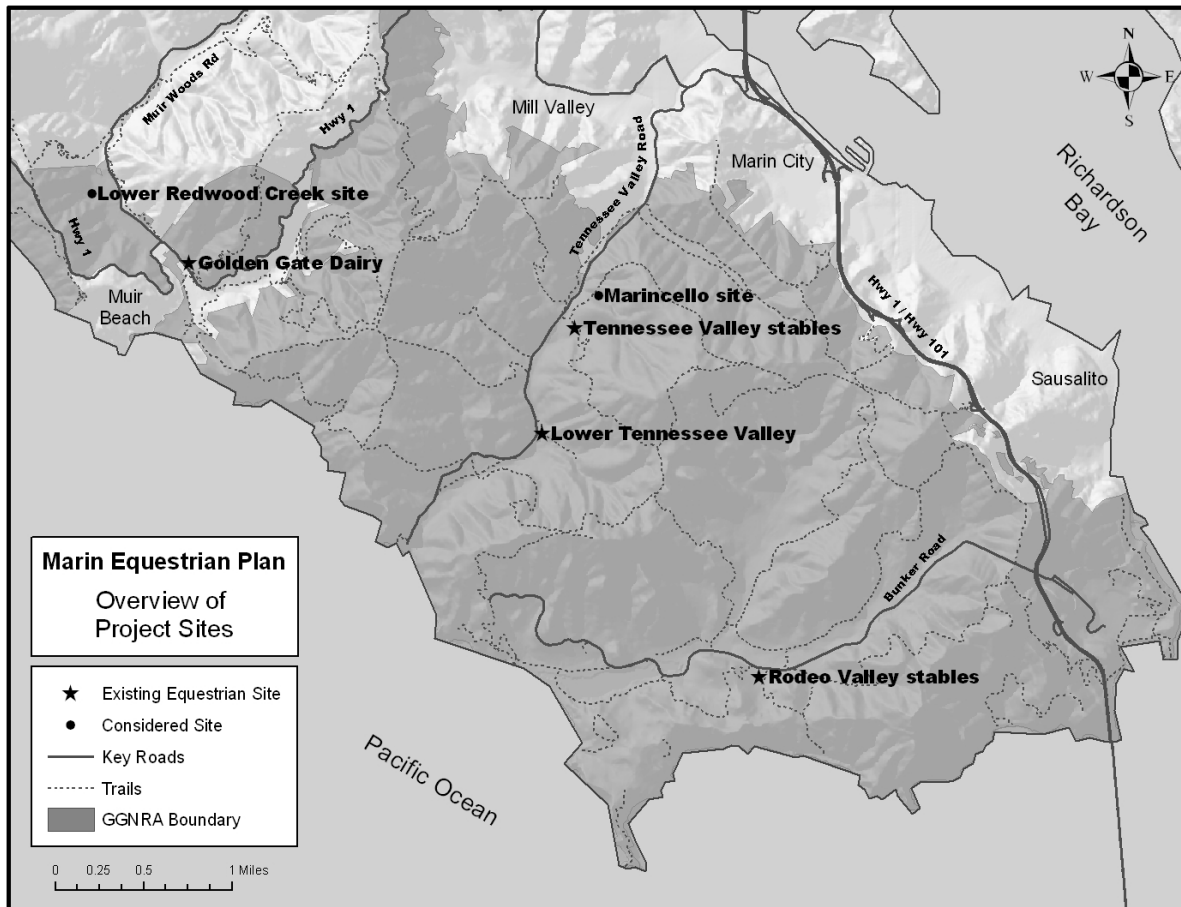 N
W E
S
Muir Woods Rd
Hwy 1
Mill Valley
Tennessee Valley Road
Marin City
Richardson
Bay
Lower Redwood Creek site
Hwy 1
Golden Gate Dairy
Muir
Beach
Marincello site
Tennessee Valley stables
Hwy 1 / Hwy 101
Sausalito
Lower Tennessee Valley
Bunker Road
Rodeo Valley stables
Pacific Ocean
Marin Equestrian Plan
Overview of
Project Sites
Existing Equestrian Site
Considered Site
Key Roads
Trails
GGNRA Boundary
0 0.25 0.5 1 Miles